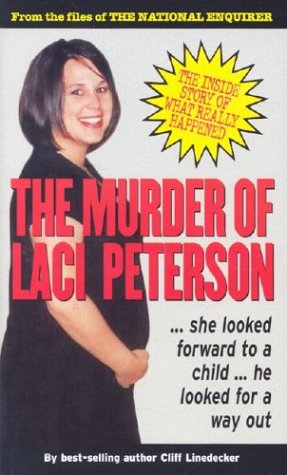 From the files of THE NATIONAL ENQUIRER
THE INSIDE
STORY OF
WHAT REALLY
HAPPENED
THE MURDER OF
LACI PETERSON
... she looked
forward to a
child ... he
looked for a
way out
By best-selling author Cliff Linedecker